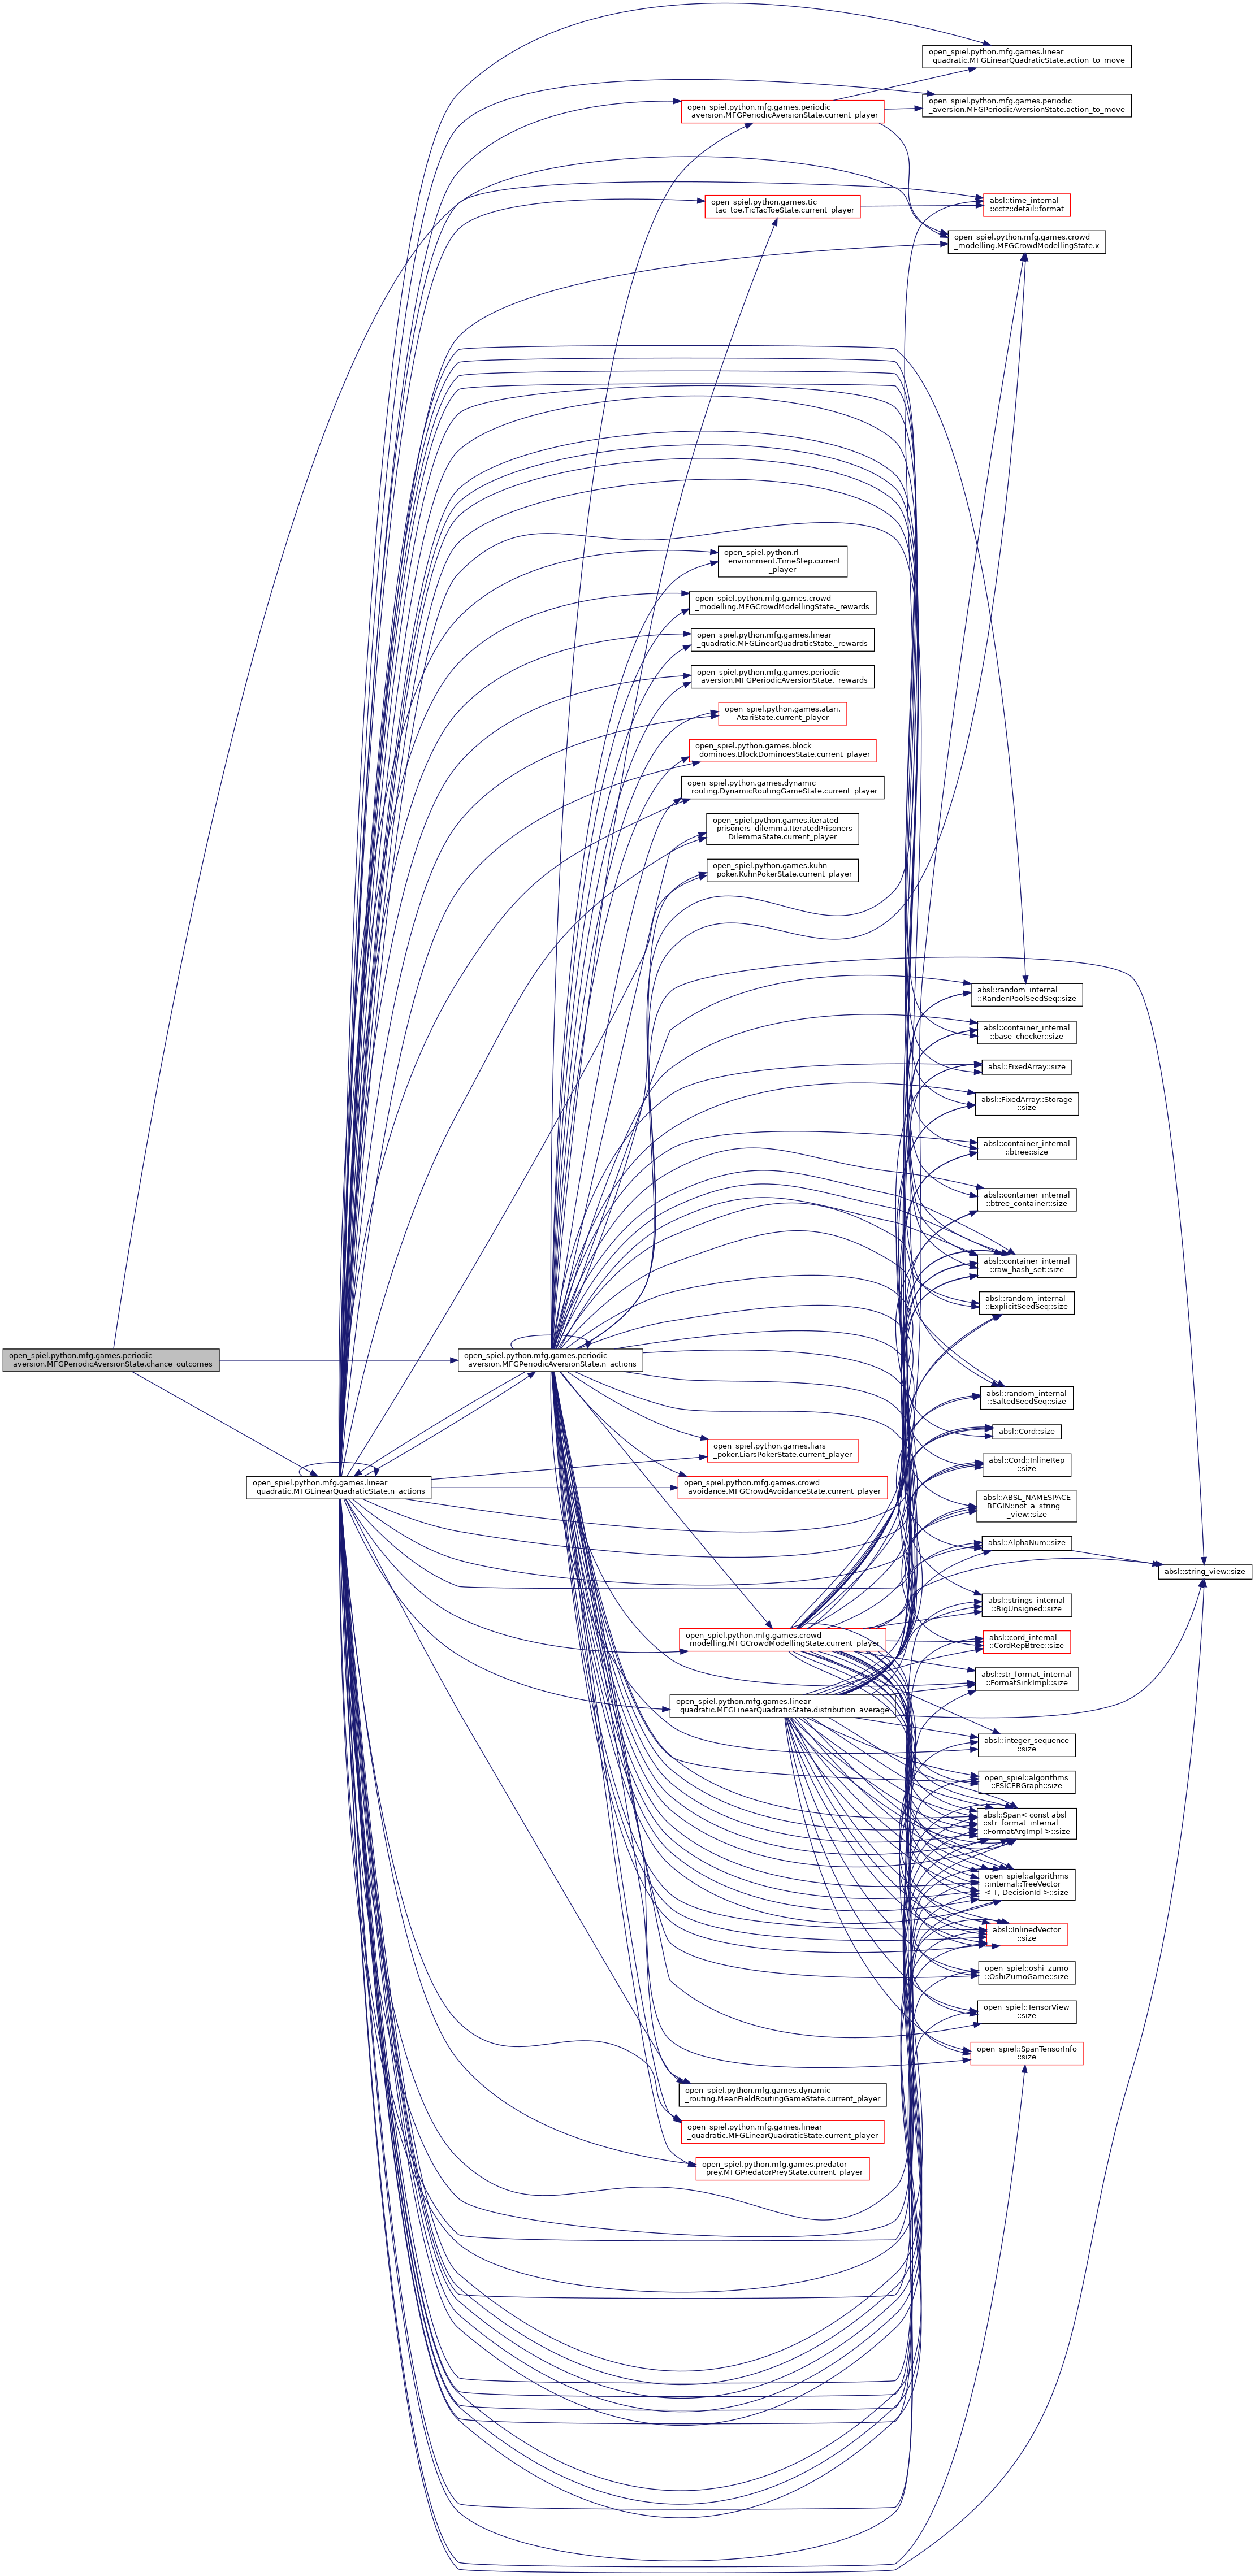 open_spiel.python.mfg.games.linear
_quadratic.MFGLinearQuadraticState.action_to_move
open_spiel.python.mfg.games.periodic
_aversion.MFGPeriodicAversionState.action_to_move
open_spiel.python.mfg.games.periodic
_aversion.MFGPeriodicAversionState.current_player
absl::time_internal
::cctz::detail::format
open_spiel.python.games.tic
_tac_toe.TicTacToeState.current_player
open_spiel.python.mfg.games.crowd
_modelling.MFGCrowdModellingState.x
open_spiel.python.rl
_environment.TimeStep.current
_player
open_spiel.python.mfg.games.crowd
_modelling.MFGCrowdModellingState._rewards
open_spiel.python.mfg.games.linear
_quadratic.MFGLinearQuadraticState._rewards
open_spiel.python.mfg.games.periodic
_aversion.MFGPeriodicAversionState._rewards
open_spiel.python.games.atari.
AtariState.current_player
open_spiel.python.games.block
_dominoes.BlockDominoesState.current_player
open_spiel.python.games.dynamic
_routing.DynamicRoutingGameState.current_player
open_spiel.python.games.iterated
_prisoners_dilemma.IteratedPrisoners
DilemmaState.current_player
open_spiel.python.games.kuhn
_poker.KuhnPokerState.current_player
absl::random_internal
::RandenPoolSeedSeq::size
absl::container_internal
::base_checker::size
absl::FixedArray::size
absl::FixedArray::Storage
::size
absl::container_internal
::btree::size
absl::container_internal
::btree_container::size
absl::container_internal
::raw_hash_set::size
absl::random_internal
::ExplicitSeedSeq::size
open_spiel.python.mfg.games.periodic
_aversion.MFGPeriodicAversionState.chance_outcomes
open_spiel.python.mfg.games.periodic
_aversion.MFGPeriodicAversionState.n_actions
absl::random_internal
::SaltedSeedSeq::size
absl::Cord::size
open_spiel.python.games.liars
_poker.LiarsPokerState.current_player
absl::Cord::InlineRep
::size
open_spiel.python.mfg.games.linear
_quadratic.MFGLinearQuadraticState.n_actions
open_spiel.python.mfg.games.crowd
_avoidance.MFGCrowdAvoidanceState.current_player
absl::ABSL_NAMESPACE
_BEGIN::not_a_string
_view::size
absl::AlphaNum::size
absl::string_view::size
absl::strings_internal
::BigUnsigned::size
open_spiel.python.mfg.games.crowd
_modelling.MFGCrowdModellingState.current_player
absl::cord_internal
::CordRepBtree::size
absl::str_format_internal
::FormatSinkImpl::size
open_spiel.python.mfg.games.linear
_quadratic.MFGLinearQuadraticState.distribution_average
absl::integer_sequence
::size
open_spiel::algorithms
::FSICFRGraph::size
absl::Span< const absl
::str_format_internal
::FormatArgImpl >::size
open_spiel::algorithms
::internal::TreeVector
< T, DecisionId >::size
absl::InlinedVector
::size
open_spiel::oshi_zumo
::OshiZumoGame::size
open_spiel::TensorView
::size
open_spiel::SpanTensorInfo
::size
open_spiel.python.mfg.games.dynamic
_routing.MeanFieldRoutingGameState.current_player
open_spiel.python.mfg.games.linear
_quadratic.MFGLinearQuadraticState.current_player
open_spiel.python.mfg.games.predator
_prey.MFGPredatorPreyState.current_player